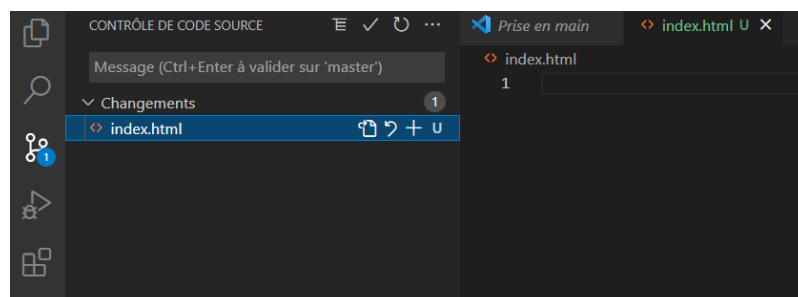 CONTRÔLE DE CODE SOURCE
Message (Ctrl+Enter à valider sur 'master')
Changements 1
index.html U
1
Prise en main index.html U
index.html
1